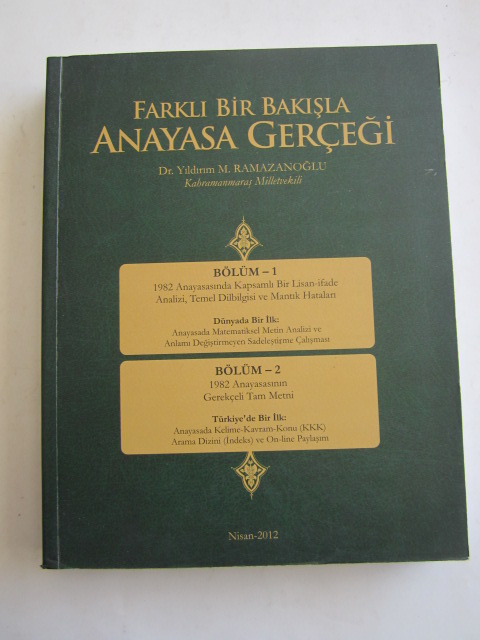 FARKLI BİR BAKIŞLA
ANAYASA GERÇEĞİ
Dr. Yıldırım M. RAMAZANOĞLU
Kahramanmaraş Milletvekili
BÖLÜM – 1
1982 Anayasasında Kapsamlı Bir Lisan-ifade
Analizi, Temel Dilbilgisi ve Mantık Hataları
Dünyada Bir İlk:
Anayasada Matematiksel Metin Analizi ve
Anlamı Değiştirmeyen Sadeleştirme Çalışması
BÖLÜM – 2
1982 Anayasasının
Gerekçeli Tam Metni
Türkiye'de Bir İlk:
Anayasada Kelime-Kavram-Konu (KKK)
Arama Dizini (İndeks) ve On-line Paylaşım
Nisan-2012